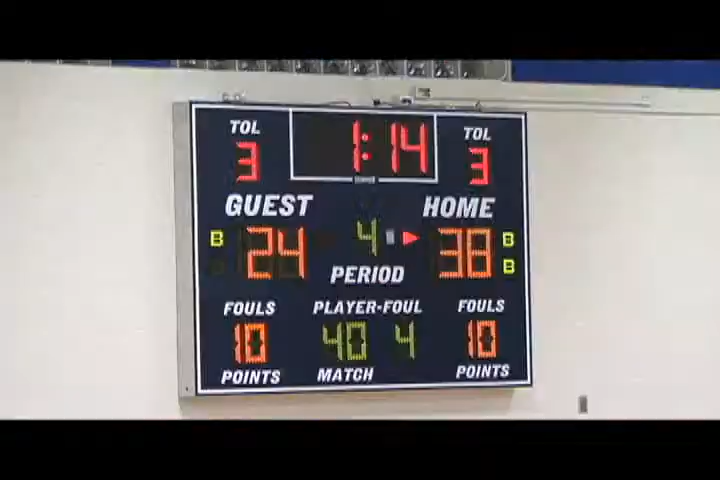 TOL 1:14 TOL
3 3
GUEST HOME
B 24 4 38 B
B
PERIOD
FOULS PLAYER-FOUL FOULS
10 40 4 10
POINTS MATCH POINTS